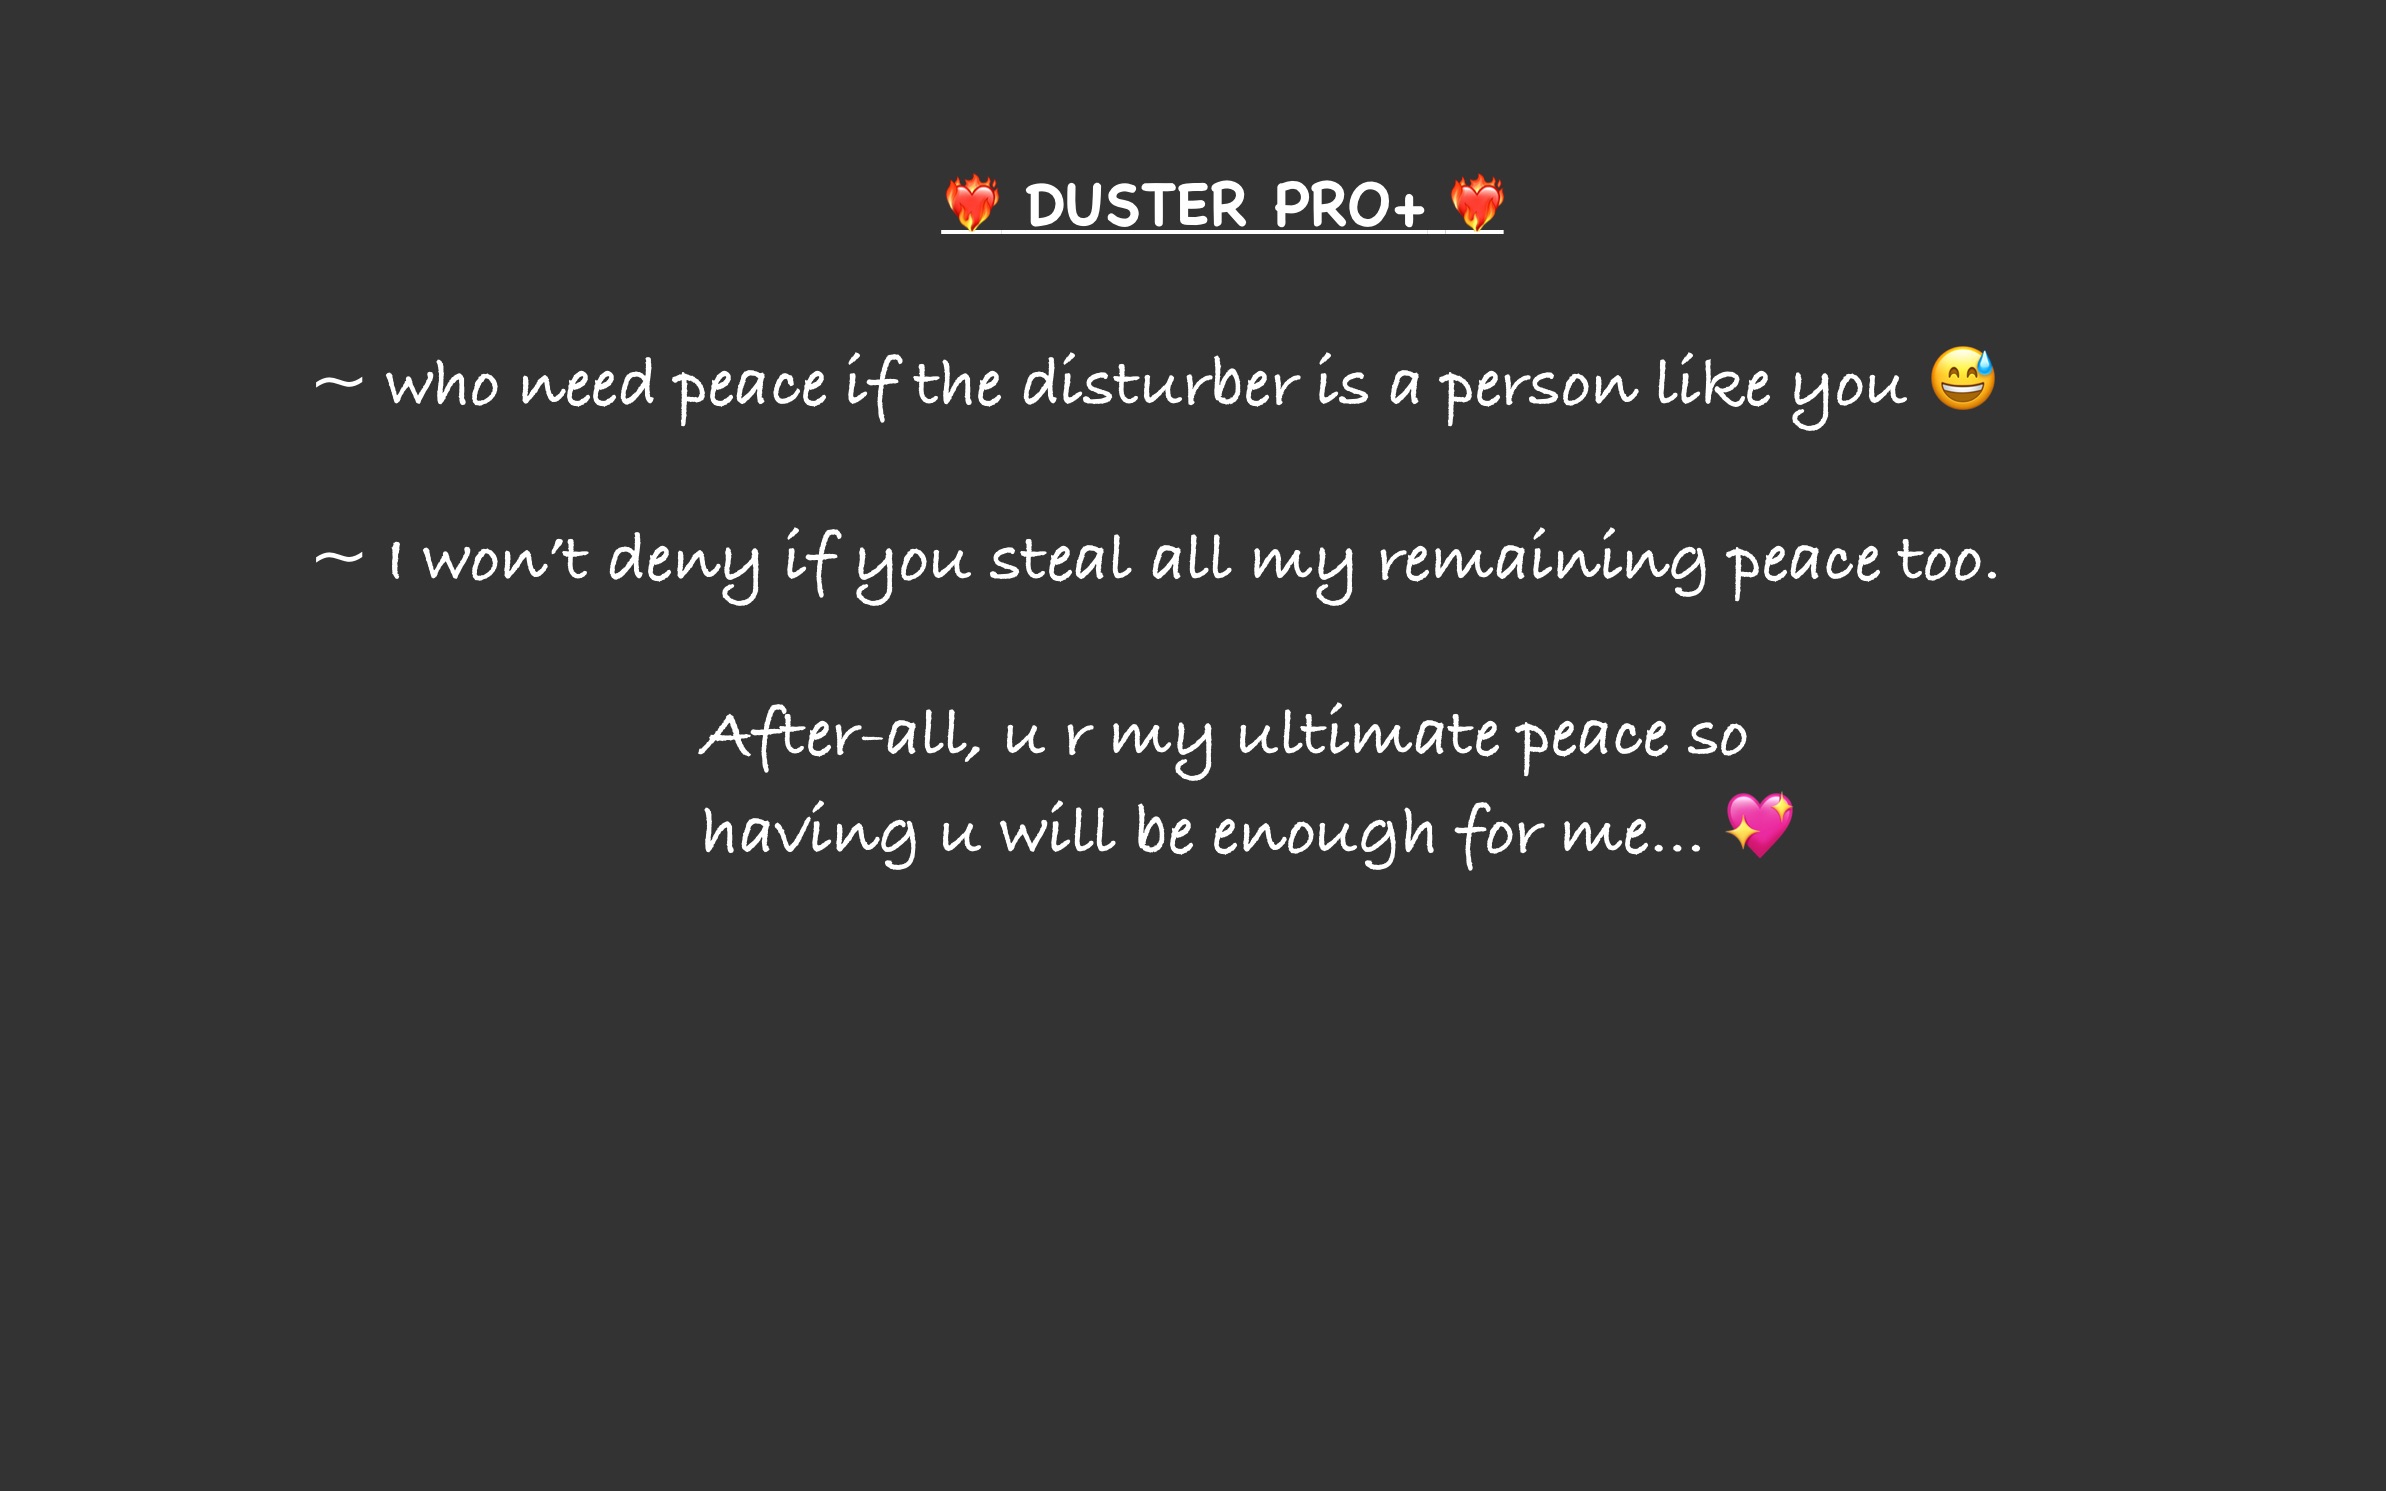 ❤️‍🔥 DUSTER PRO+ ❤️‍🔥
~ who need peace if the disturber is a person like you 😅
~ I won't deny if you steal all my remaining peace too.
After-all, u r my ultimate peace so
having u will be enough for me... 💖